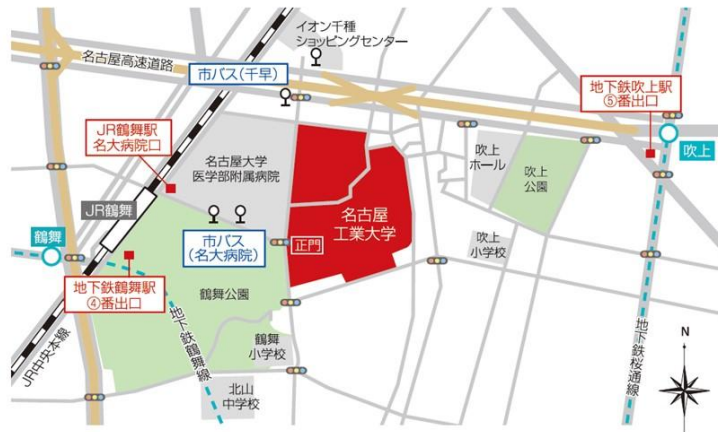 イオン千種
ショッピングセンター
名古屋高速道路
市バス(千早)
地下鉄吹上駅
⑤番出口
JR鶴舞駅
名大病院口
名古屋大学
医学部附属病院
吹上
ホール
吹上
公園
吹上
JR鶴舞
名古屋
工業大学
鶴舞
市バス
(名大病院)
正門
吹上
小学校
地下鉄鶴舞駅
④番出口
鶴舞公園
鶴舞
小学校
北山
中学校
JR中央本線
地下鉄鶴舞線
地下鉄桜通線
N